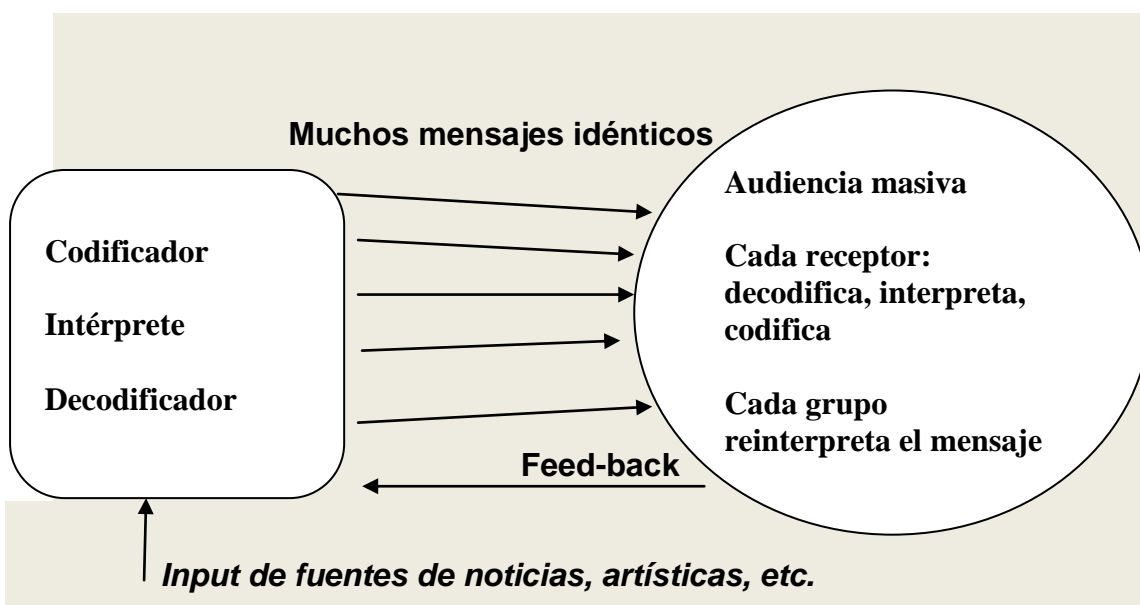 Muchos mensajes idénticos
Codificador
Intérprete
Decodificador
Audiencia masiva
Cada receptor:
decodifica, interpreta,
codifica
Cada grupo
reinterpreta el mensaje
Feed-back
Input de fuentes de noticias, artísticas, etc.